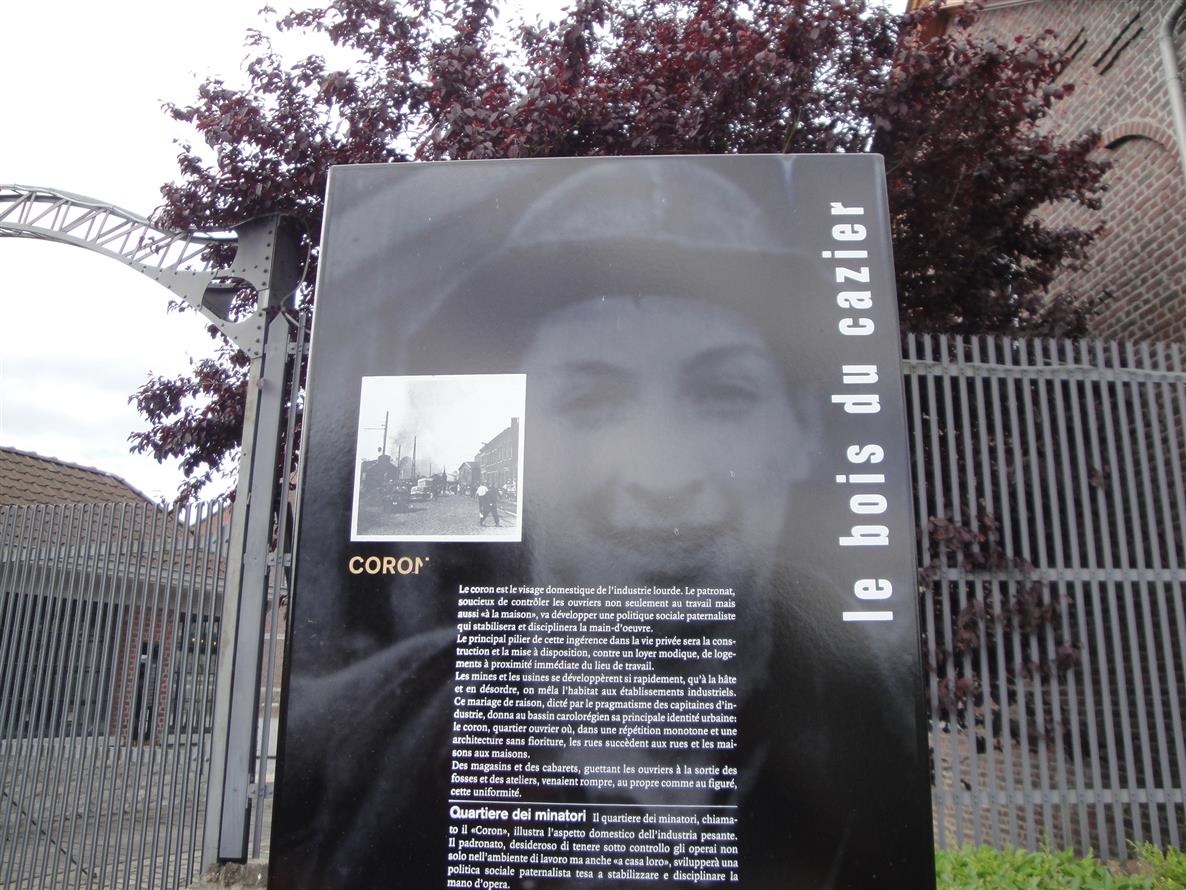 le bois du cazier
CORON
Le coron est le visage domestique de l'industrie lourde. Le patronat,
soucieux de contrôler les ouvriers non seulement au travail mais
aussi «à la maison», va développer une politique sociale paternaliste
qui stabilisera et disciplinera la main-d'oeuvre.
Le principal pilier de cette ingérence dans la vie privée sera la cons-
truction et la mise à disposition, contre un loyer modique, de loge-
ments à proximité immédiate du lieu de travail.
Les mines et les usines se développèrent si rapidement, qu'à la hâte
et en désordre, on mêla l'habitat aux établissements industriels.
Ce mariage de raison, dicté par le pragmatisme des capitaines d'in-
dustrie, donna au bassin carolorégien sa principale identité urbaine:
le coron, quartier ouvrier où, dans une répétition monotone et une
architecture sans fioriture, les rues succèdent aux rues et les mai-
sons aux maisons.
Des magasins et des cabarets, guettant les ouvriers à la sortie des
fosses et des ateliers, venaient rompre, au propre comme au figuré,
cette uniformité.
Quartiere dei minatori Il quartiere dei minatori, chiama-
to il «Coron», illustra l'aspetto domestico dell'industria pesante.
Il padronato, desideroso di tenere sotto controllo gli operai non
solo nell'ambiente di lavoro ma anche «a casa loro», svilupperà una
politica sociale paternalista tesa a stabilizzare e disciplinare la
mano d'opera.